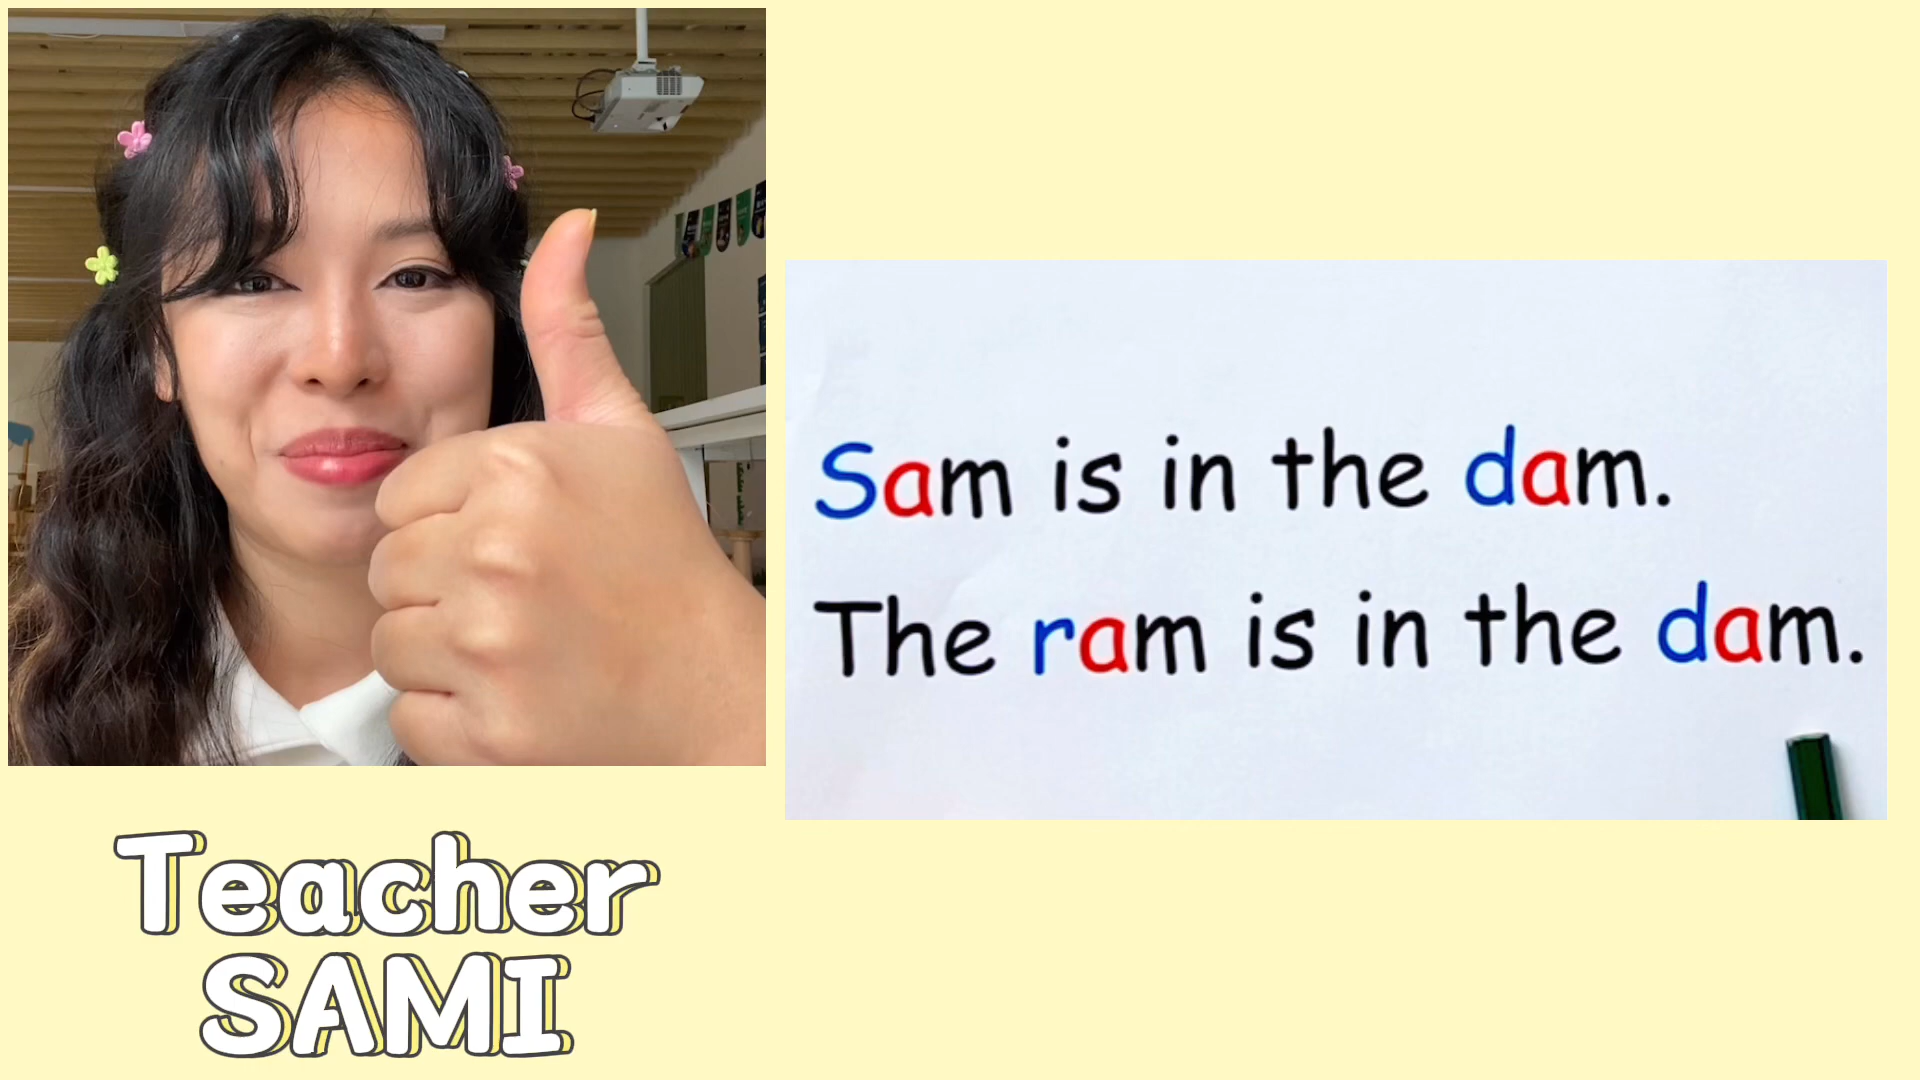 Sam is in the dam.
The ram is in the dam.
Teacher
SAMI